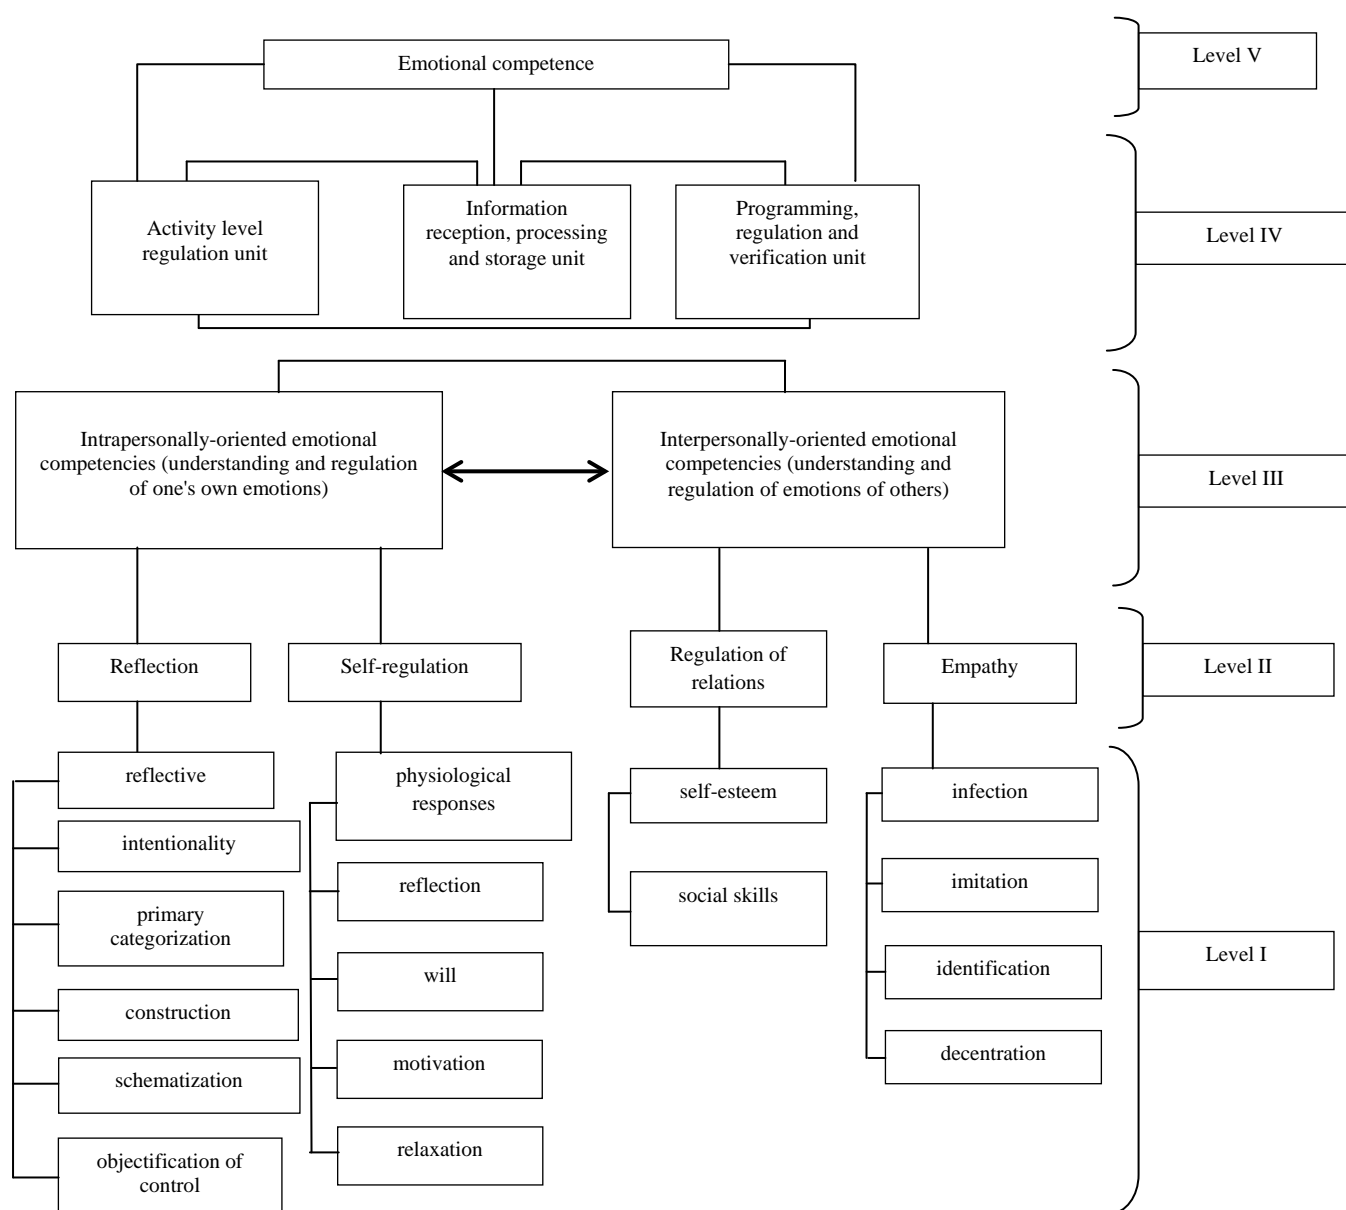 Emotional competence
Level V
Activity level
regulation unit
Information
reception, processing
and storage unit
Programming,
regulation and
verification unit
Level IV
Intrapersonally-oriented emotional
competencies (understanding and regulation
of one's own emotions)
Interpersonally-oriented emotional
competencies (understanding and
regulation of emotions of others)
Level III
Reflection
Self-regulation
Regulation of
relations
Empathy
Level II
reflective
intentionality
primary
categorization
construction
schematization
objectification of
control
physiological
responses
reflection
will
motivation
relaxation
self-esteem
social skills
infection
imitation
identification
decentration
Level I